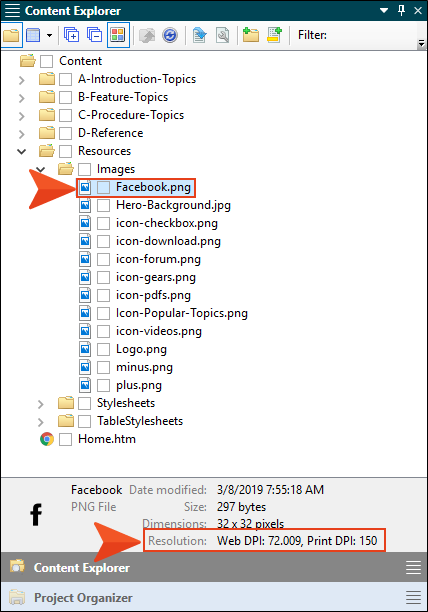 Content Explorer
Filter:
Content
A-Introduction-Topics
B-Feature-Topics
C-Procedure-Topics
D-Reference
Resources
Images
Facebook.png
Hero-Background.jpg
icon-checkbox.png
icon-download.png
icon-forum.png
icon-gears.png
icon-pdfs.png
Icon-Popular-Topics.png
icon-videos.png
Logo.png
minus.png
plus.png
Stylesheets
TableStylesheets
Home.htm
Facebook Date modified: 3/8/2019 7:55:18 AM
PNG File Size: 297 bytes
Dimensions: 32 x 32 pixels
Resolution: Web DPI: 72.009, Print DPI: 150
Content Explorer
Project Organizer